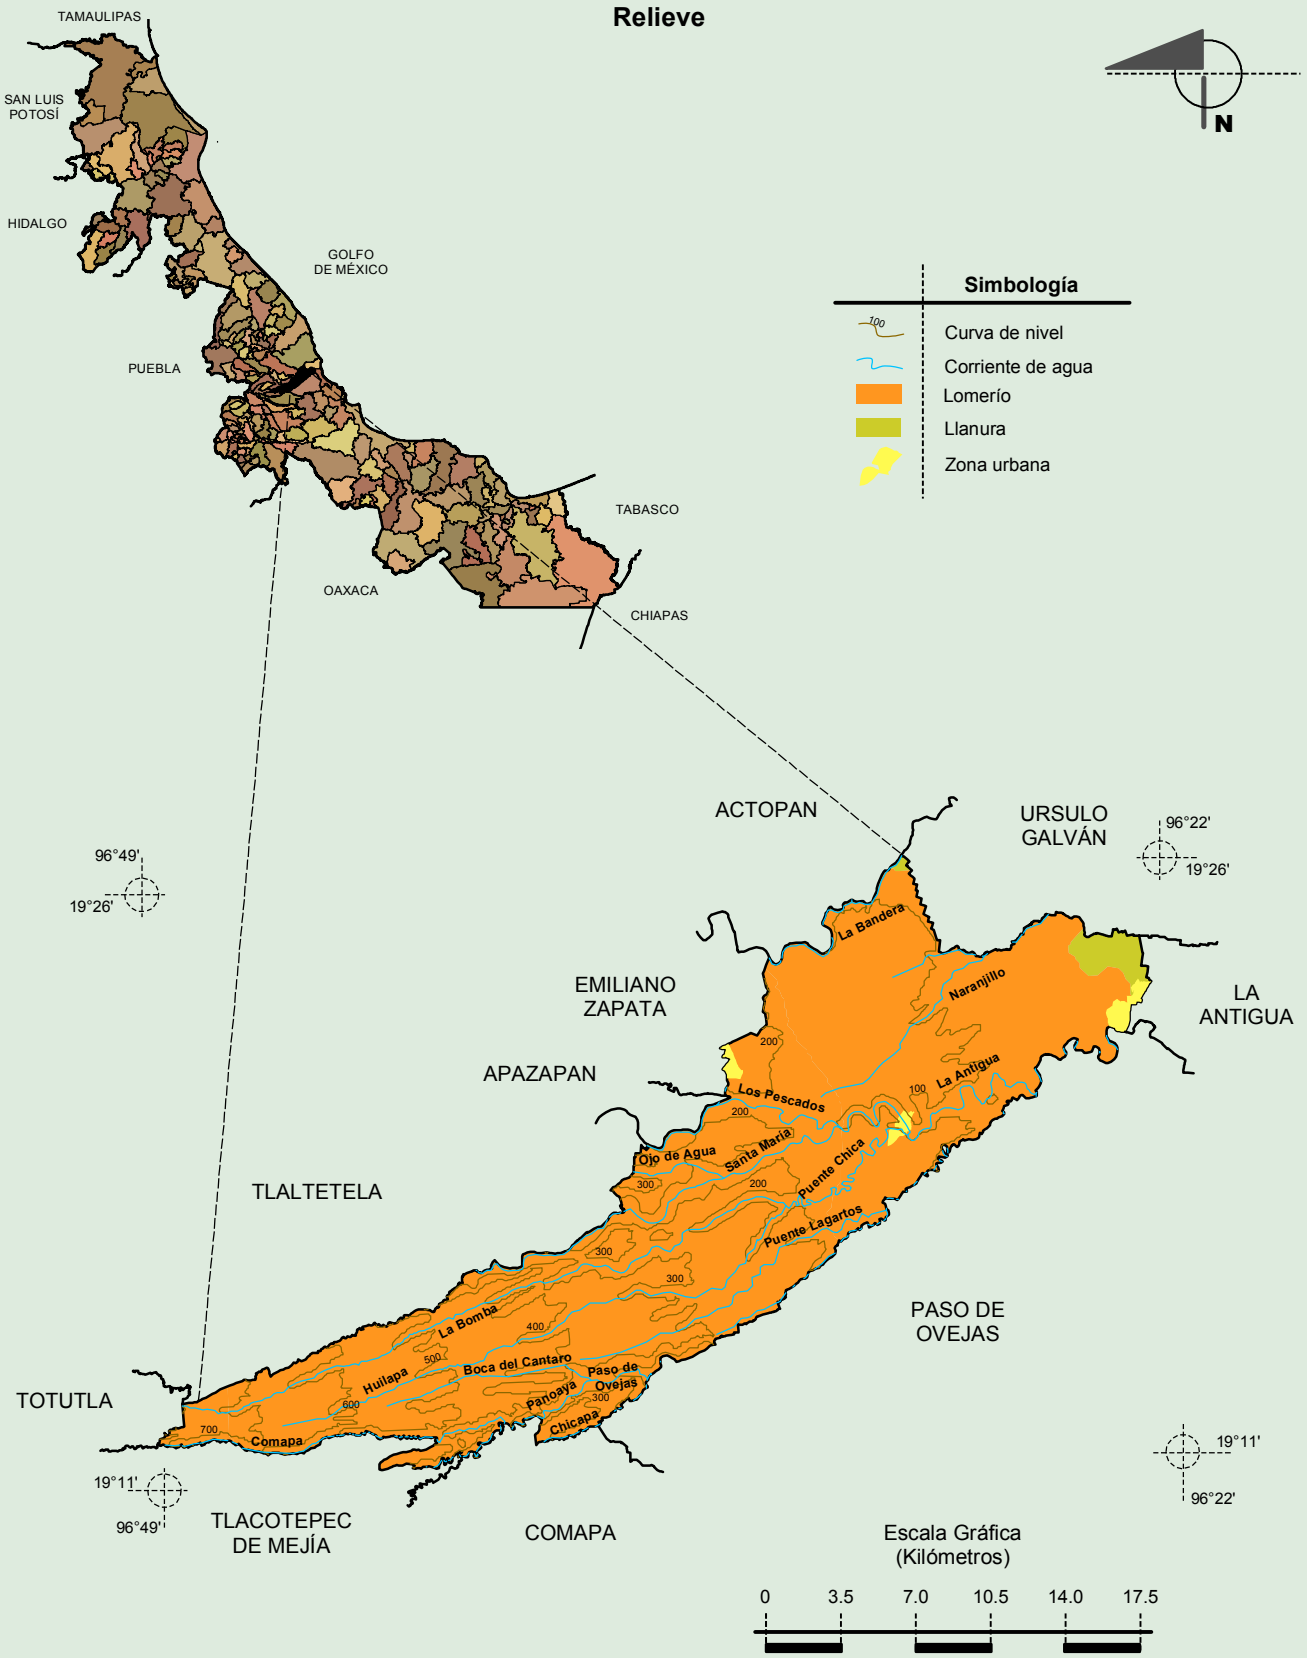 Relieve
TAMAULIPAS
SAN LUIS
POTOSÍ
HIDALGO
GOLFO
DE MÉXICO
PUEBLA
OAXACA
TABASCO
CHIAPAS
N
Simbología
100
Curva de nivel
Corriente de agua
Lomerío
Llanura
Zona urbana
ACTOPAN
URSULO
GALVÁN
96°22'
19°26'
96°49'
19°26'
EMILIANO
ZAPATA
LA
ANTIGUA
APAZAPAN
TLALTETELA
PASO DE
OVEJAS
TOTUTLA
TLACOTEPEC
DE MEJÍA
COMAPA
La Bandera
Naranjillo
200
La Antigua
100
Los Pescados
200
Santa María
Ojo de Agua
300
Puente Chica
200
Puente Lagartos
300
300
La Bomba
400
500
Boca del Cantaro
Huilapa
Paso de
Ovejas
Panoaya
300
600
Chicapa
700
Comapa
19°11'
96°49'
19°11'
96°22'
Escala Gráfica
(Kilómetros)
0 3.5 7.0 10.5 14.0 17.5